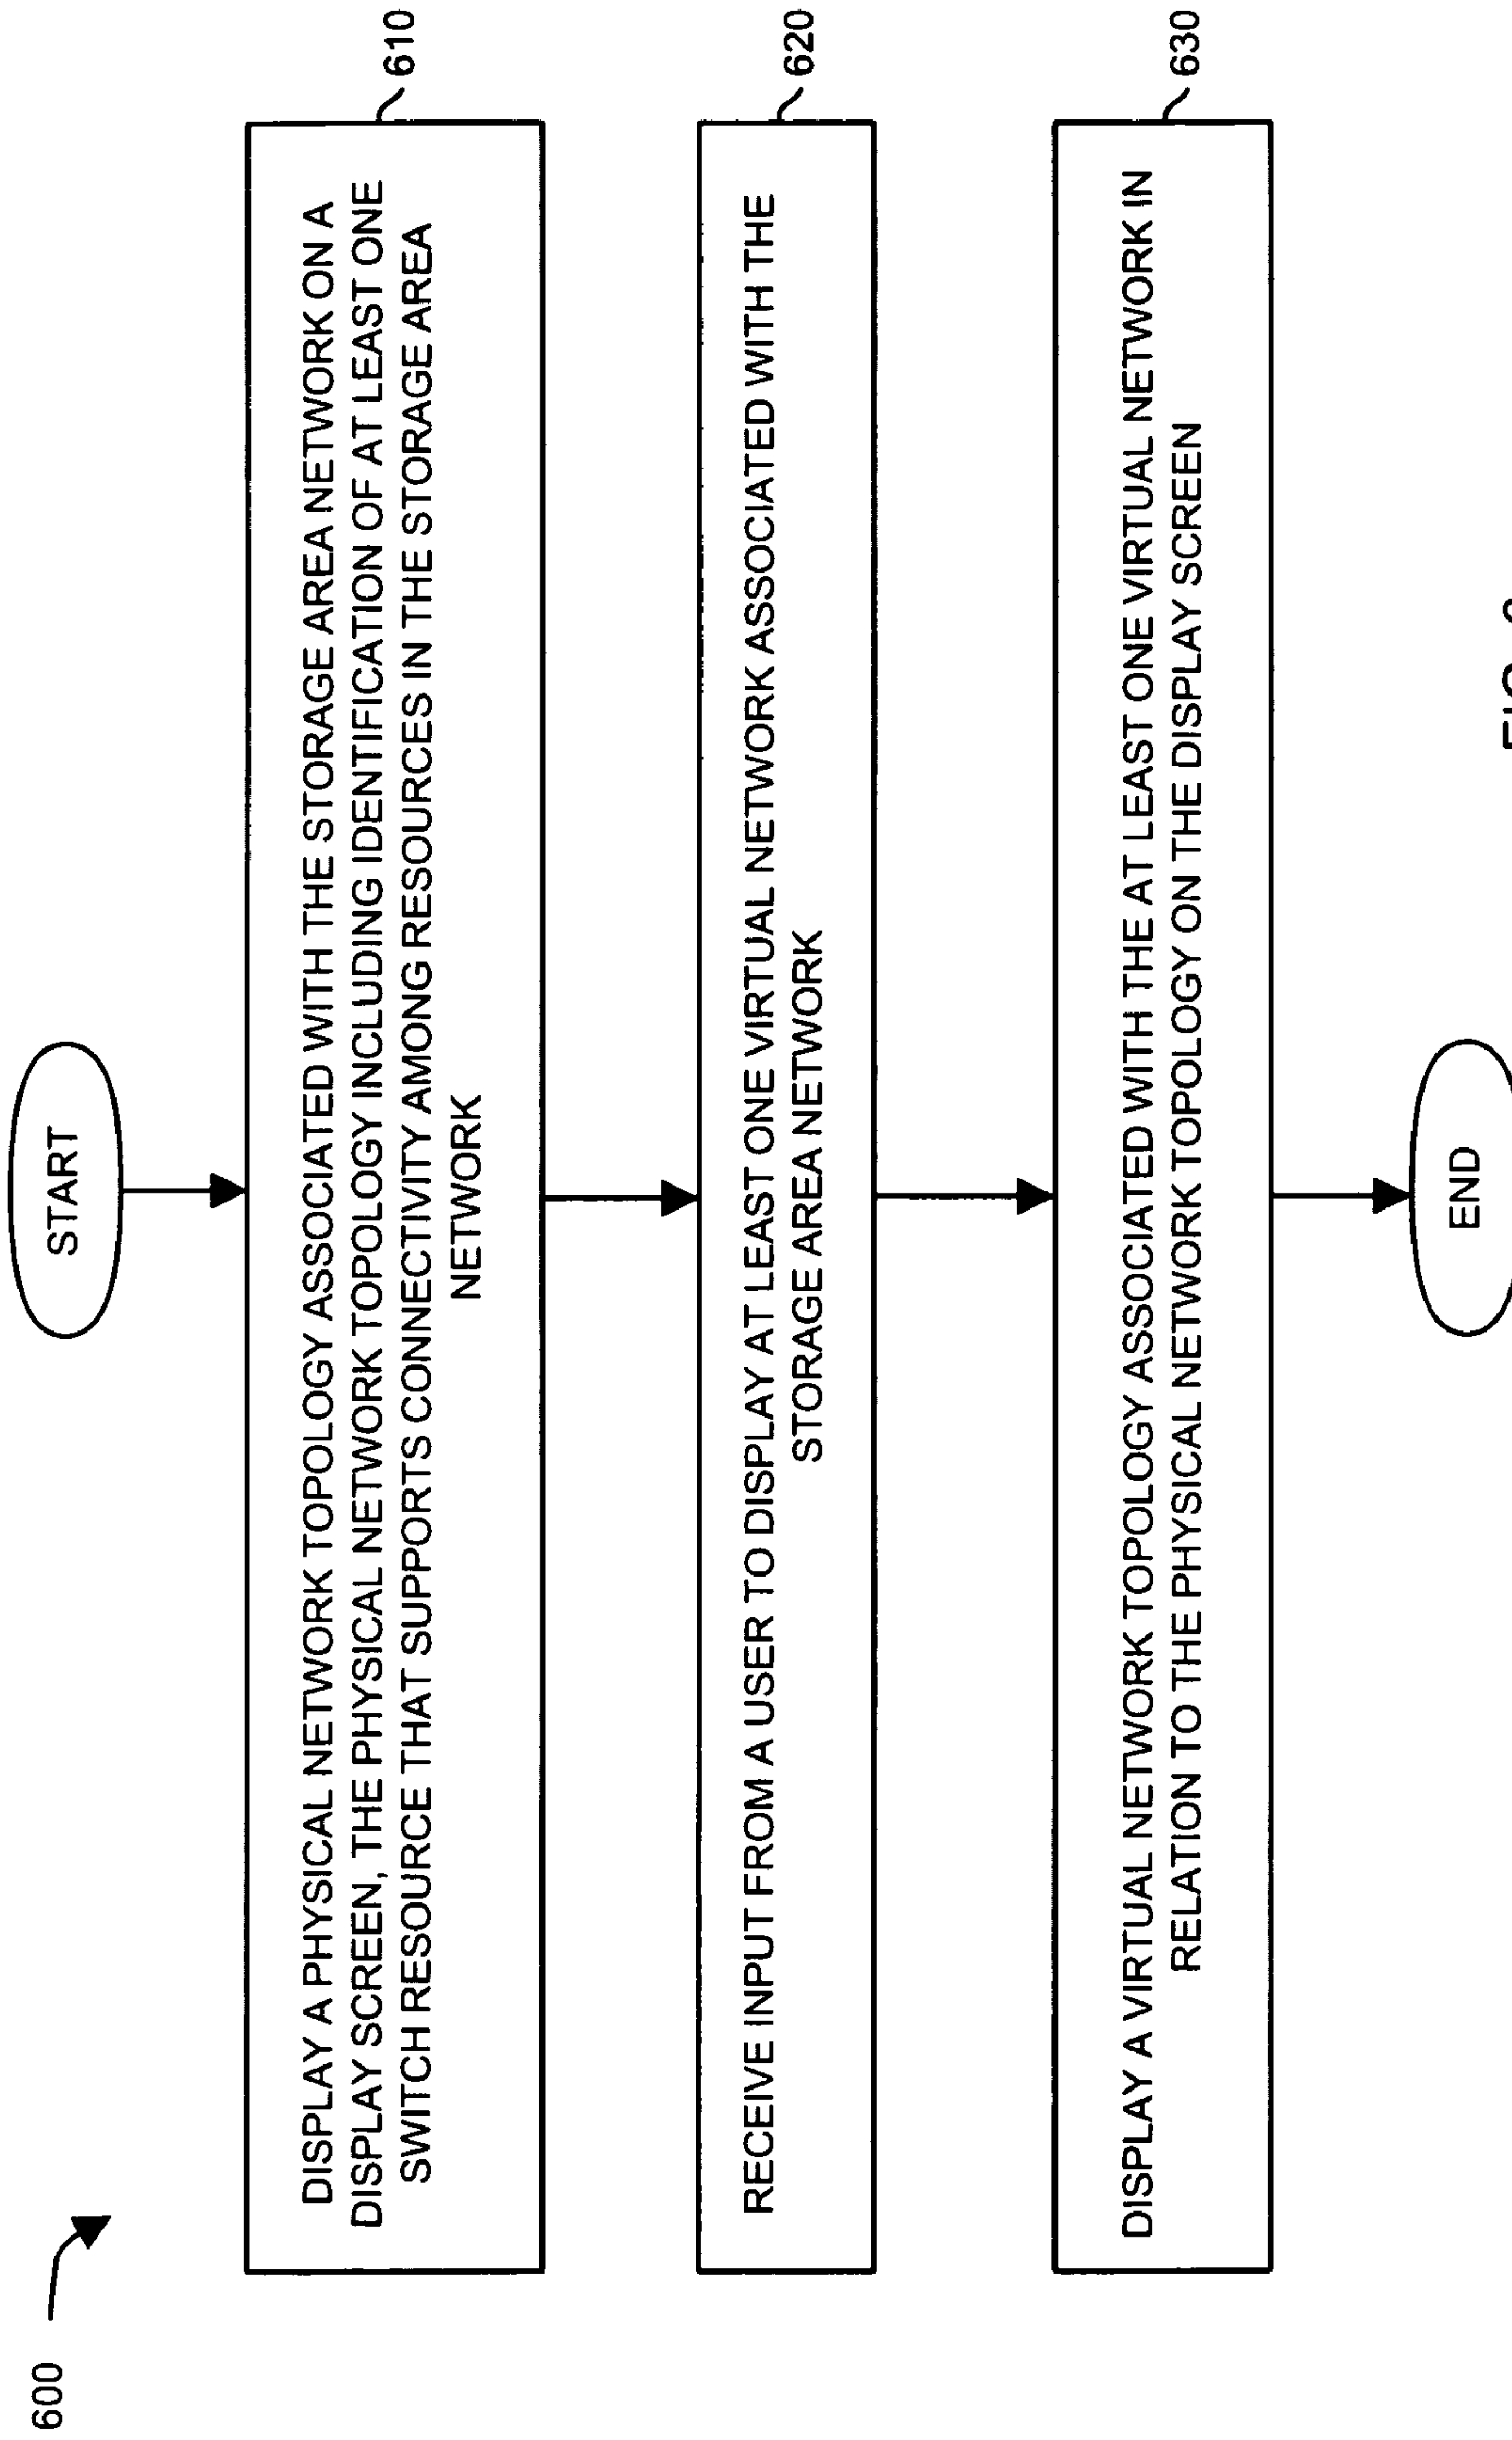 600
START
DISPLAY A PHYSICAL NETWORK TOPOLOGY ASSOCIATED WITH THE STORAGE AREA NETWORK ON A
DISPLAY SCREEN, THE PHYSICAL NETWORK TOPOLOGY INCLUDING IDENTIFICATION OF AT LEAST ONE
SWITCH RESOURCE THAT SUPPORTS CONNECTIVITY AMONG RESOURCES IN THE STORAGE AREA
NETWORK
610
RECEIVE INPUT FROM A USER TO DISPLAY AT LEAST ONE VIRTUAL NETWORK ASSOCIATED WITH THE
STORAGE AREA NETWORK
620
DISPLAY A VIRTUAL NETWORK TOPOLOGY ASSOCIATED WITH THE AT LEAST ONE VIRTUAL NETWORK IN
RELATION TO THE PHYSICAL NETWORK TOPOLOGY ON THE DISPLAY SCREEN
630
END
FIG.